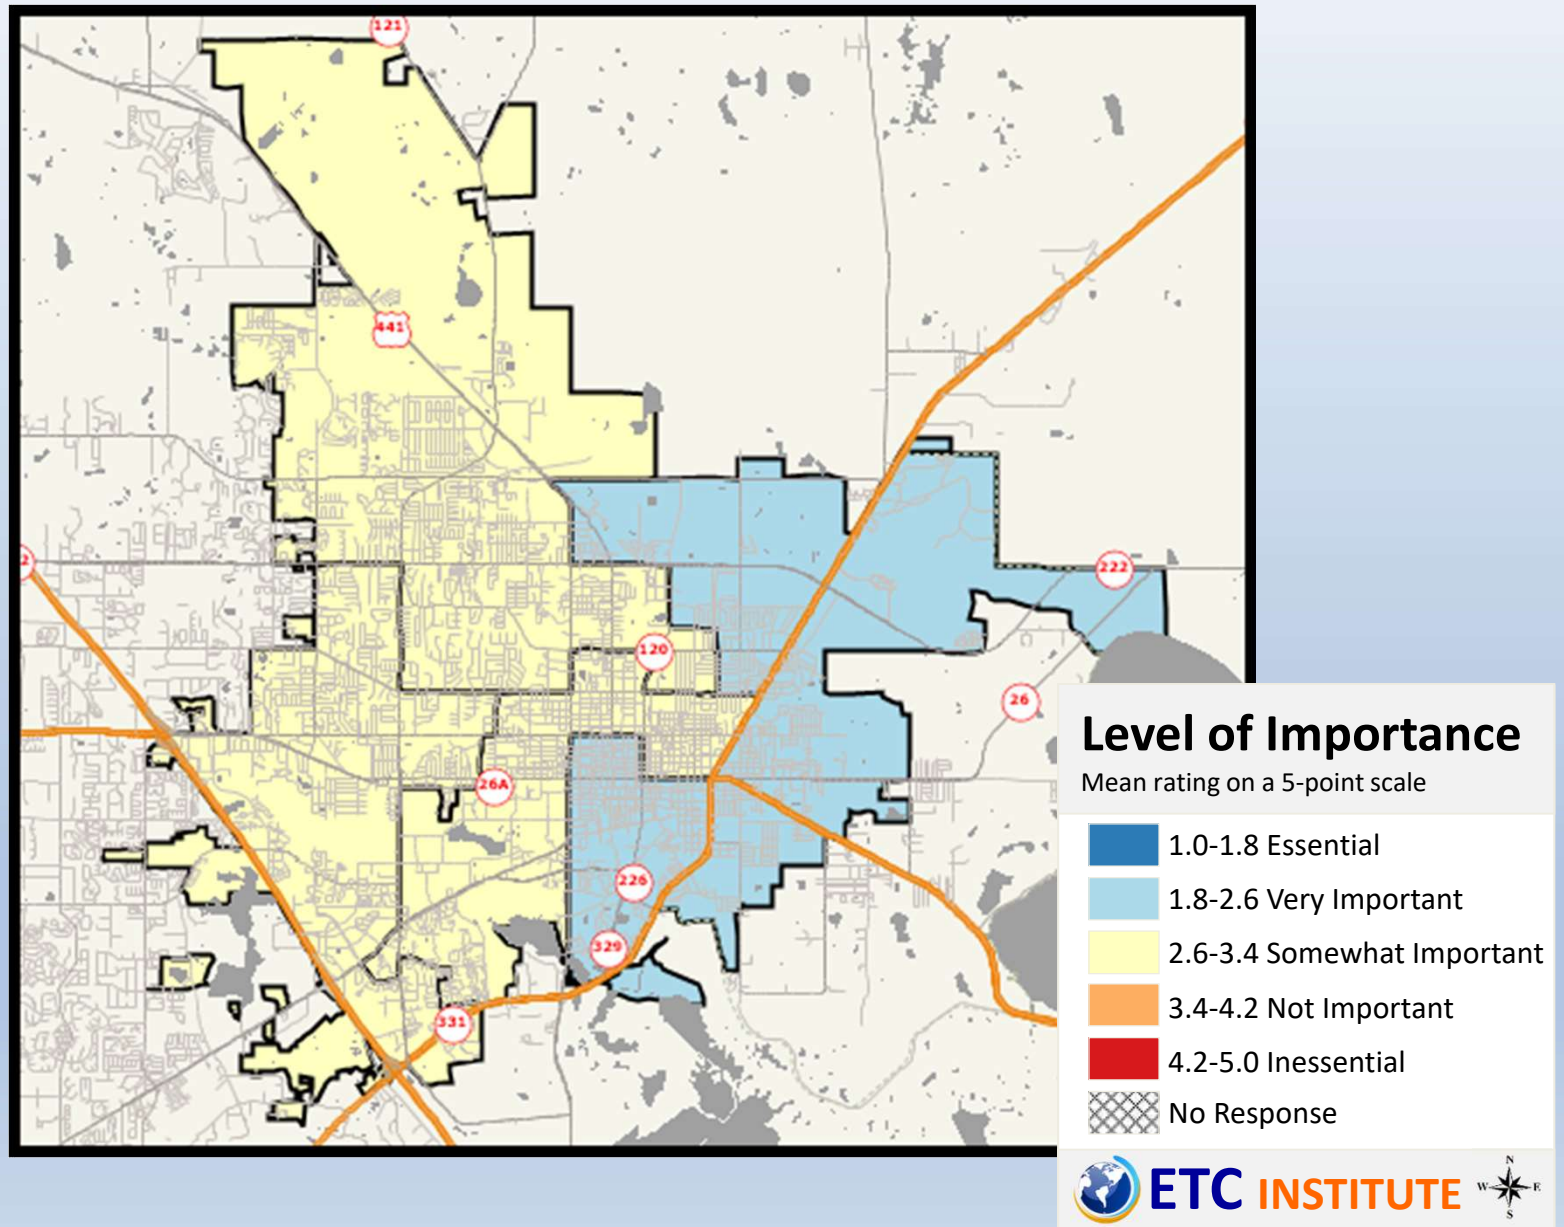 121
441
2
222
120
26
26A
226
329
331
Level of Importance
Mean rating on a 5-point scale
1.0-1.8 Essential
1.8-2.6 Very Important
2.6-3.4 Somewhat Important
3.4-4.2 Not Important
4.2-5.0 Inessential
No Response
ETC INSTITUTE
N
W E
S